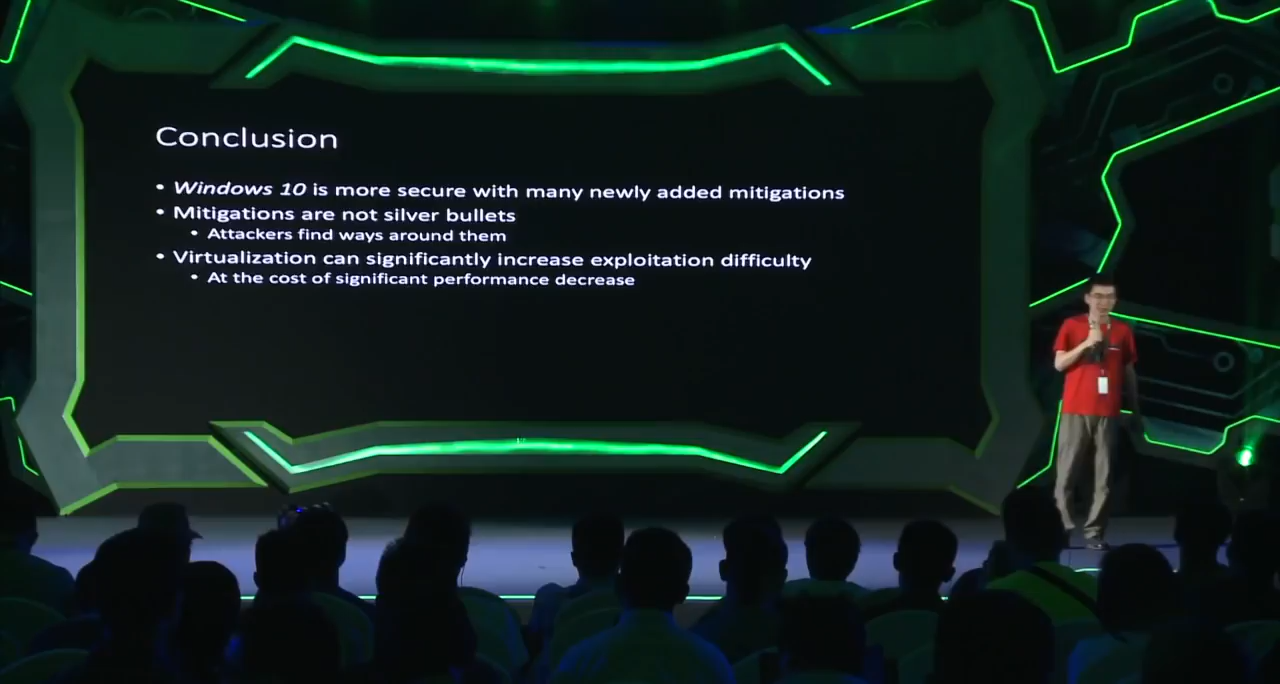 Conclusion
• Windows 10 is more secure with many newly added mitigations
• Mitigations are not silver bullets
• Attackers find ways around them
• Virtualization can significantly increase exploitation difficulty
• At the cost of significant performance decrease